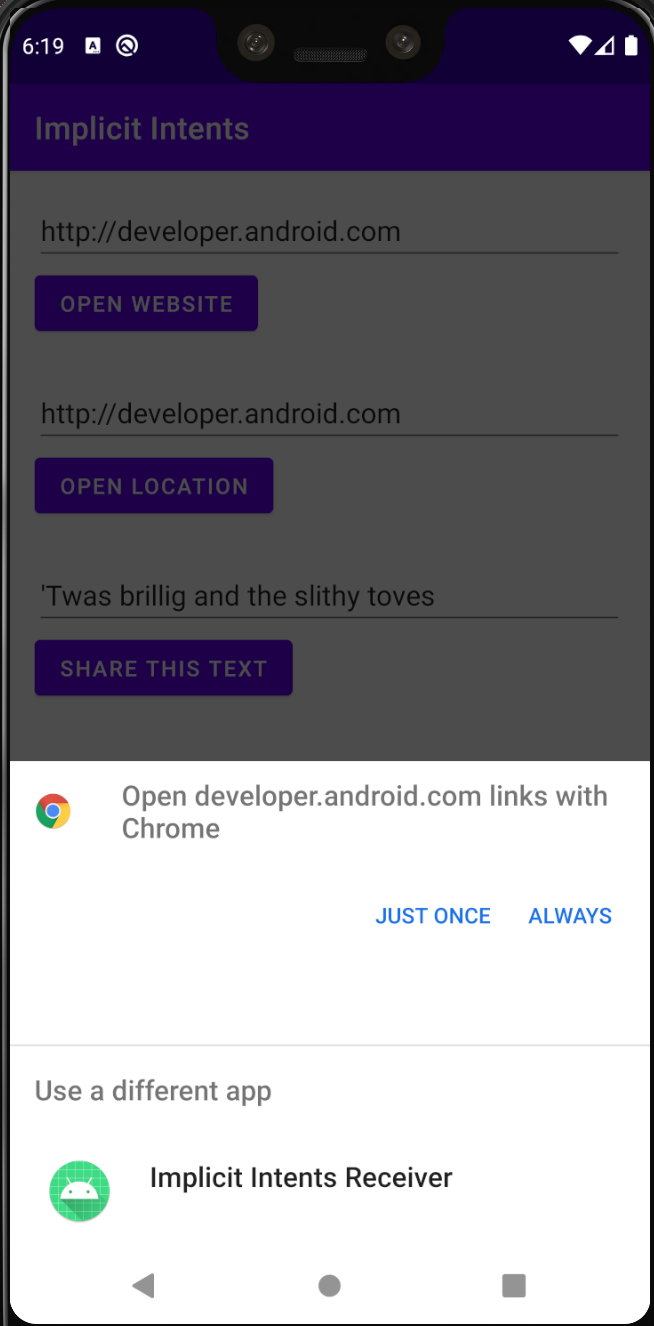 6:19
Implicit Intents
http://developer.android.com
OPEN WEBSITE
http://developer.android.com
OPEN LOCATION
'Twas brillig and the slithy toves
SHARE THIS TEXT
Open developer.android.com links with
Chrome
JUST ONCE
ALWAYS
Use a different app
Implicit Intents Receiver